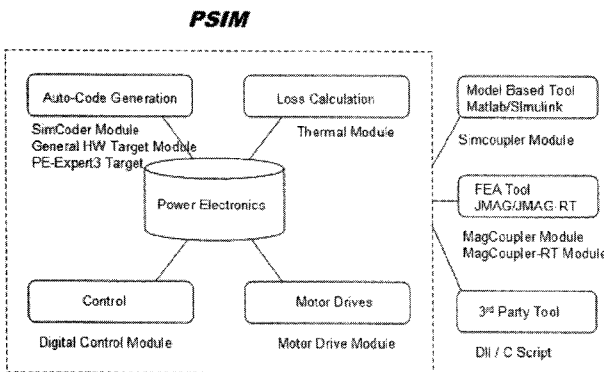 PSIM
Auto-Code Generation
SimCoder Module
General HW Target Module
PE-Expert3 Target
Loss Calculation
Thermal Module
Power Electronics
Control
Digital Control Module
Motor Drives
Motor Drive Module
Model Based Tool
Matlab/SImulink
Simcoupler Module
FEA Tool
JMAG/JMAG-RT
MagCoupler Module
MagCoupler-RT Module
3rd Party Tool
Dll / C Script